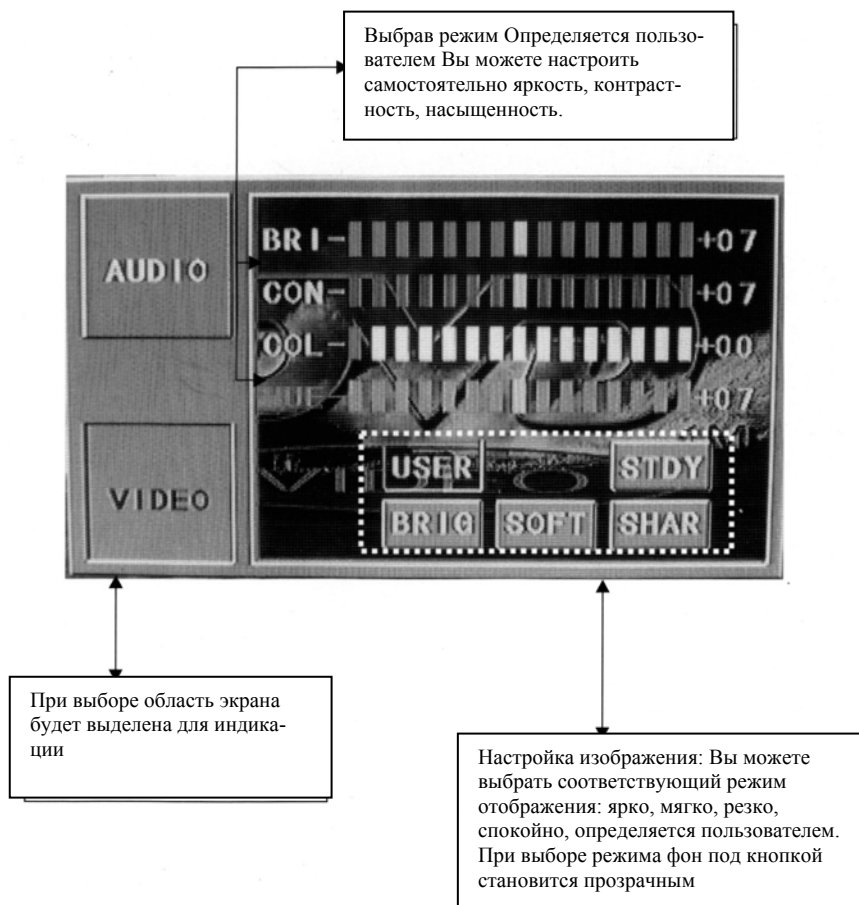 Выбрав режим Определяется пользо-
вателем Вы можете настроить
самостоятельно яркость, контраст-
ность, насыщенность.
AUDIO
BRI- +07
CON- +07
COL- +00
HUE- +07
VIDEO
USER STDY
BRIG SOFT SHAR
При выборе область экрана
будет выделена для индика-
ции
Настройка изображения: Вы можете
выбрать соответствующий режим
отображения: ярко, мягко, резко,
спокойно, определяется пользователем.
При выборе режима фон под кнопкой
становится прозрачным